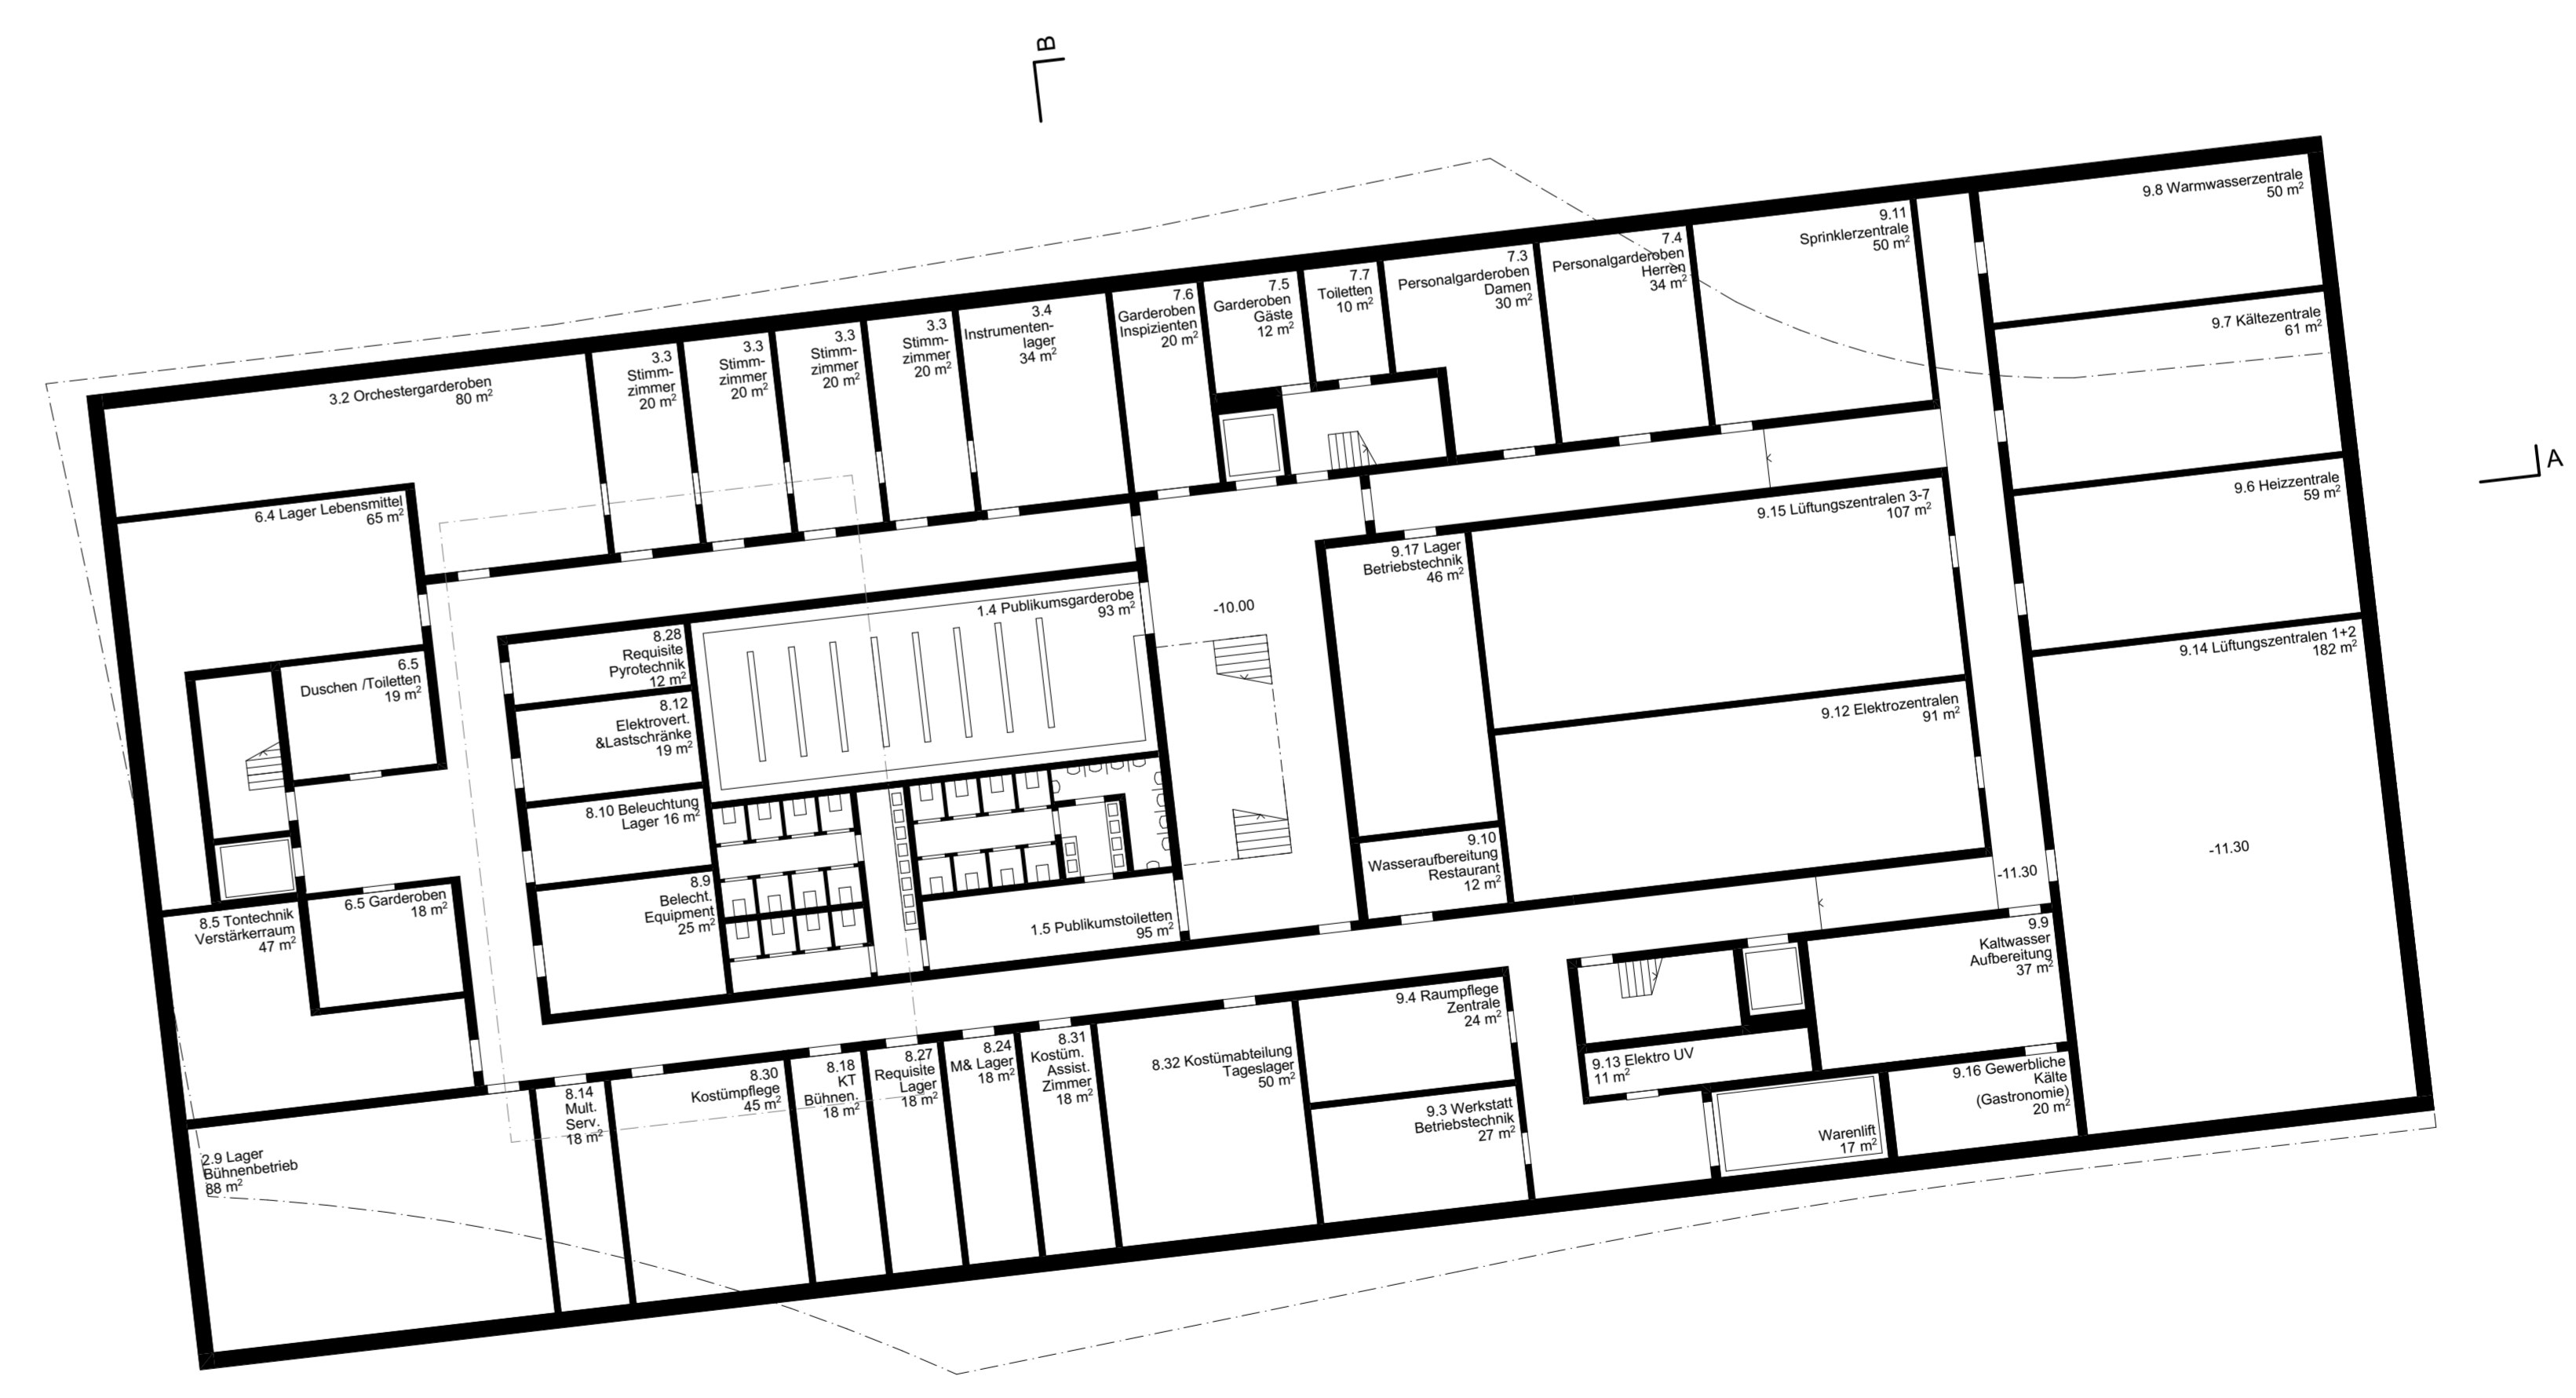 B
A
9.8 Warmwasserzentrale
50 m²
9.7 Kältezentrale
61 m²
9.6 Heizzentrale
59 m²
9.14 Lüftungszentralen 1+2
182 m²
-11.30
9.11
Sprinklerzentrale
50 m²
7.4
Personalgarderoben
Herren
34 m²
7.3
Personalgarderoben
Damen
30 m²
7.7
Toiletten
10 m²
7.5
Garderoben
Gäste
12 m²
7.6
Garderoben
Inspizienten
20 m²
3.4
Instrumenten-
lager
34 m²
3.3
Stimm-
zimmer
20 m²
3.3
Stimm-
zimmer
20 m²
3.3
Stimm-
zimmer
20 m²
3.3
Stimm-
zimmer
20 m²
3.2 Orchestergarderoben
80 m²
6.4 Lager Lebensmittel
65 m²
6.5
Duschen /Toiletten
19 m²
6.5 Garderoben
18 m²
8.5 Tontechnik
Verstärkerraum
47 m²
8.28
Requisite
Pyrotechnik
12 m²
8.12
Elektrovert.
&Lastschränke
19 m²
8.10 Beleuchtung
Lager 16 m²
8.9
Belecht.
Equipment
25 m²
1.4 Publikumsgarderobe
93 m²
1.5 Publikumstoiletten
95 m²
-10.00
9.17 Lager
Betriebstechnik
46 m²
9.15 Lüftungszentralen 3-7
107 m²
9.12 Elektrozentralen
91 m²
9.10
Wasseraufbereitung
Restaurant
12 m²
-11.30
9.9
Kaltwasser
Aufbereitung
37 m²
9.13 Elektro UV
11 m²
9.16 Gewerbliche
Kälte
(Gastronomie)
20 m²
Warenlift
17 m²
9.4 Raumpflege
Zentrale
24 m²
9.3 Werkstatt
Betriebstechnik
27 m²
8.32 Kostümabteilung
Tageslager
50 m²
8.31
Kostüm.
Assist.
Zimmer
18 m²
8.24
M& Lager
18 m²
8.27
Requisite
Lager
18 m²
8.18
KT
Bühnen.
18 m²
8.30
Kostümpflege
45 m²
8.14
Mult.
Serv.
18 m²
2.9 Lager
Bühnenbetrieb
88 m²